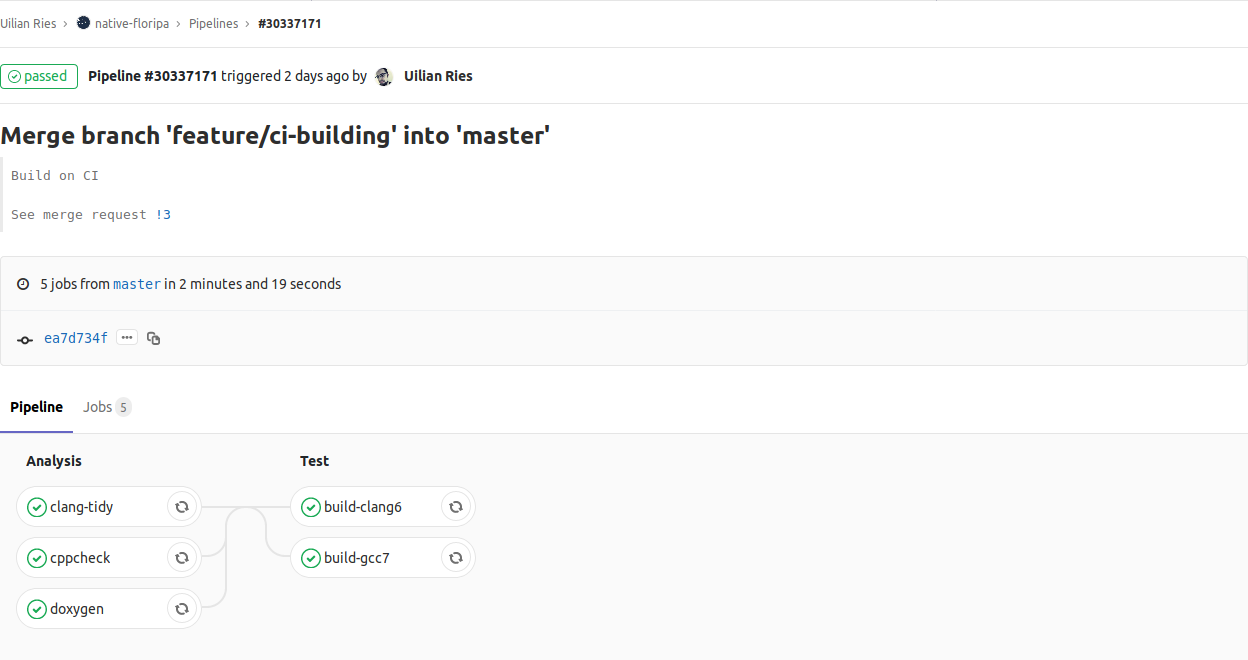 Uilian Ries > native-floripa > Pipelines > #30337171
passed Pipeline #30337171 triggered 2 days ago by Uilian Ries
Merge branch 'feature/ci-building' into 'master'
Build on CI
See merge request !3
5 jobs from master in 2 minutes and 19 seconds
ea7d734f ...
Pipeline Jobs 5
Analysis Test
clang-tidy build-clang6
cppcheck build-gcc7
doxygen